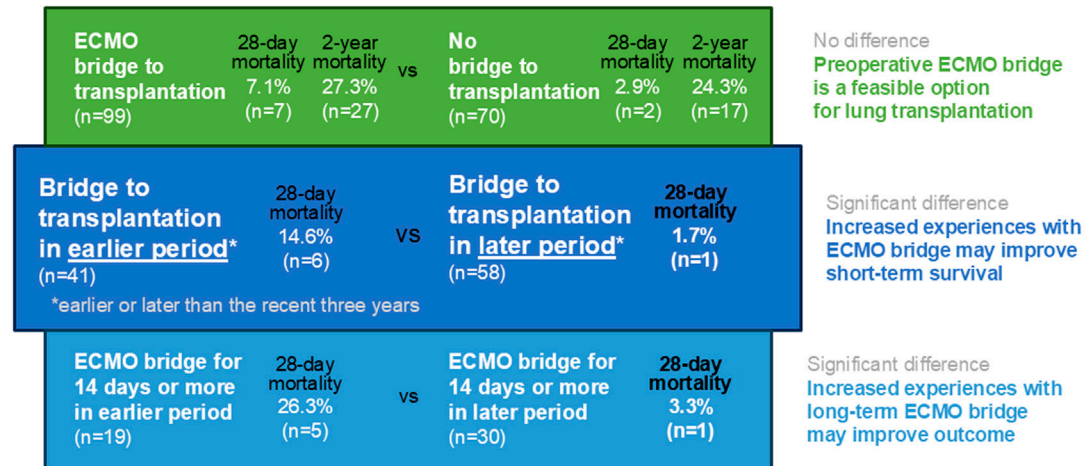 ECMO
bridge to
transplantation
(n=99)
28-day
mortality
7.1%
(n=7)
2-year
mortality
27.3%
(n=27)
vs
No
bridge to
transplantation
(n=70)
28-day
mortality
2.9%
(n=2)
2-year
mortality
24.3%
(n=17)
No difference
Preoperative ECMO bridge
is a feasible option
for lung transplantation
Bridge to
transplantation
in earlier period*
(n=41)
28-day
mortality
14.6%
(n=6)
vs
Bridge to
transplantation
in later period*
(n=58)
28-day
mortality
1.7%
(n=1)
*earlier or later than the recent three years
Significant difference
Increased experiences with
ECMO bridge may improve
short-term survival
ECMO bridge for
14 days or more
in earlier period
(n=19)
28-day
mortality
26.3%
(n=5)
vs
ECMO bridge for
14 days or more
in later period
(n=30)
28-day
mortality
3.3%
(n=1)
Significant difference
Increased experiences with
long-term ECMO bridge
may improve outcome